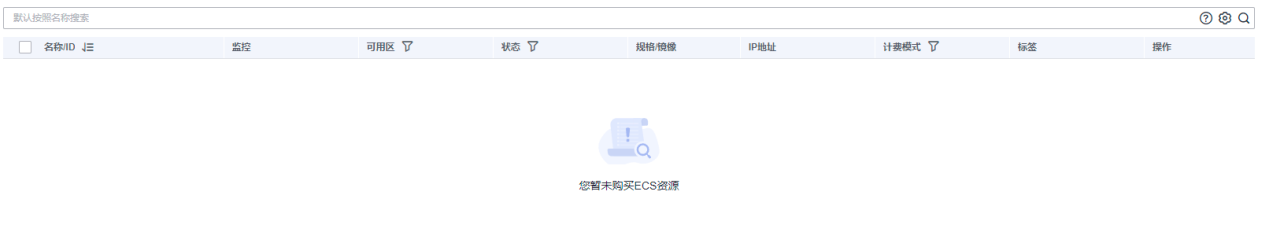 默认按照名称搜索
名称/ID 监控 可用区 状态 规格/镜像 IP地址 计费模式 标签 操作
您暂未购买ECS资源